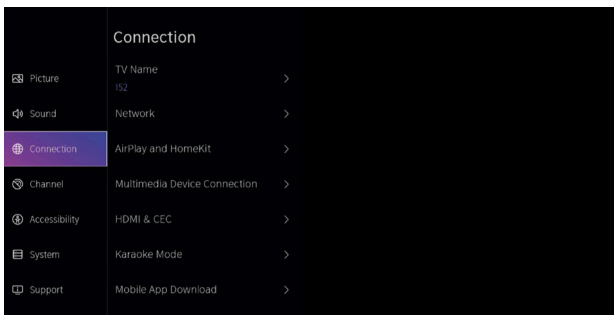 Connection
Picture
Sound
Connection
Channel
Accessibility
System
Support
TV Name
152
Network
AirPlay and HomeKit
Multimedia Device Connection
HDMI & CEC
Karaoke Mode
Mobile App Download